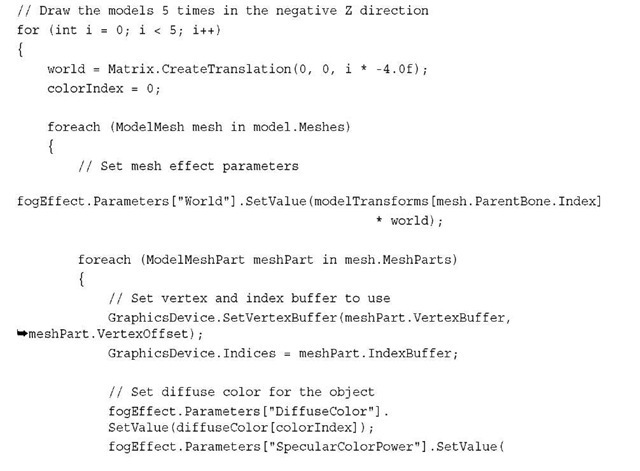 // Draw the models 5 times in the negative Z direction
for (int i = 0; i < 5; i++)
{
world = Matrix.CreateTranslation(0, 0, i * -4.0f);
colorIndex = 0;
foreach (ModelMesh mesh in model.Meshes)
{
// Set mesh effect parameters
fogEffect.Parameters["World"].SetValue(modelTransforms[mesh.ParentBone.Index]
* world);
foreach (ModelMeshPart meshPart in mesh.MeshParts)
{
// Set vertex and index buffer to use
GraphicsDevice.SetVertexBuffer(meshPart.VertexBuffer,
➥meshPart.VertexOffset);
GraphicsDevice.Indices = meshPart.IndexBuffer;
// Set diffuse color for the object
fogEffect.Parameters["DiffuseColor"].
SetValue(diffuseColor[colorIndex]);
fogEffect.Parameters["SpecularColorPower"].SetValue(